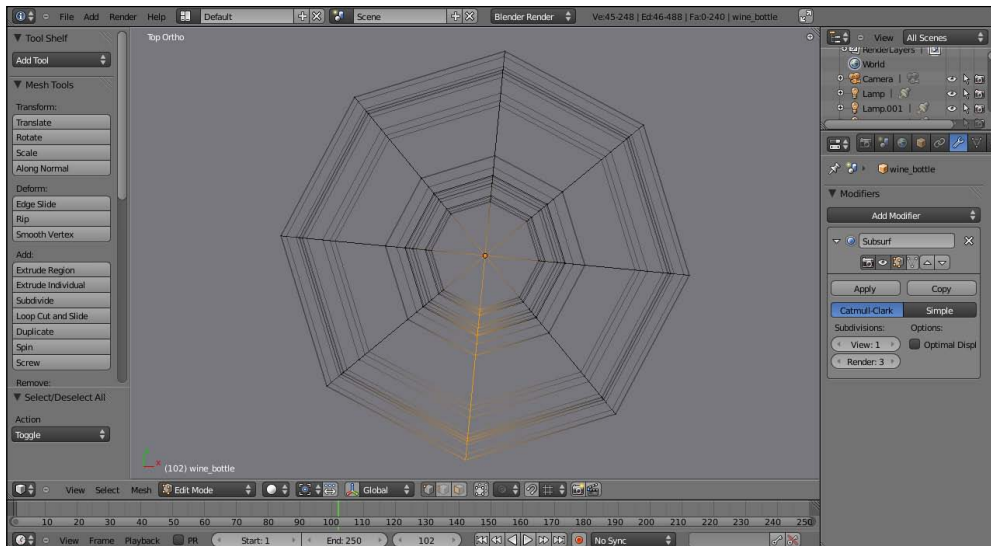 File Add Render Help Default Scene Blender Render Ve:45-248 | Ed:46-488 | Fa:0-240 | wine_bottle
Tool Shelf
Add Tool
Mesh Tools
Transform:
Translate
Rotate
Scale
Along Normal
Deform:
Edge Slide
Rip
Smooth Vertex
Add:
Extrude Region
Extrude Individual
Subdivide
Loop Cut and Slide
Duplicate
Spin
Screw
Remove:
Select/Deselect All
Action
Toggle
Top Ortho
x
(102) wine_bottle
View Select Mesh Edit Mode Global
10 20 30 40 50 60 70 80 90 100 110 120 130 140 150 160 170 180 190 200 210 220 230 240 250
View Frame Playback PR Start: 1 End: 250 102 No Sync
View All Scenes
RenderLayers |
World
Camera |
Lamp |
Lamp.001 |
wine_bottle
Modifiers
Add Modifier
Subsurf
Apply Copy
Catmull-Clark Simple
Subdivisions: Options:
View: 1 Optimal Displ
Render: 3